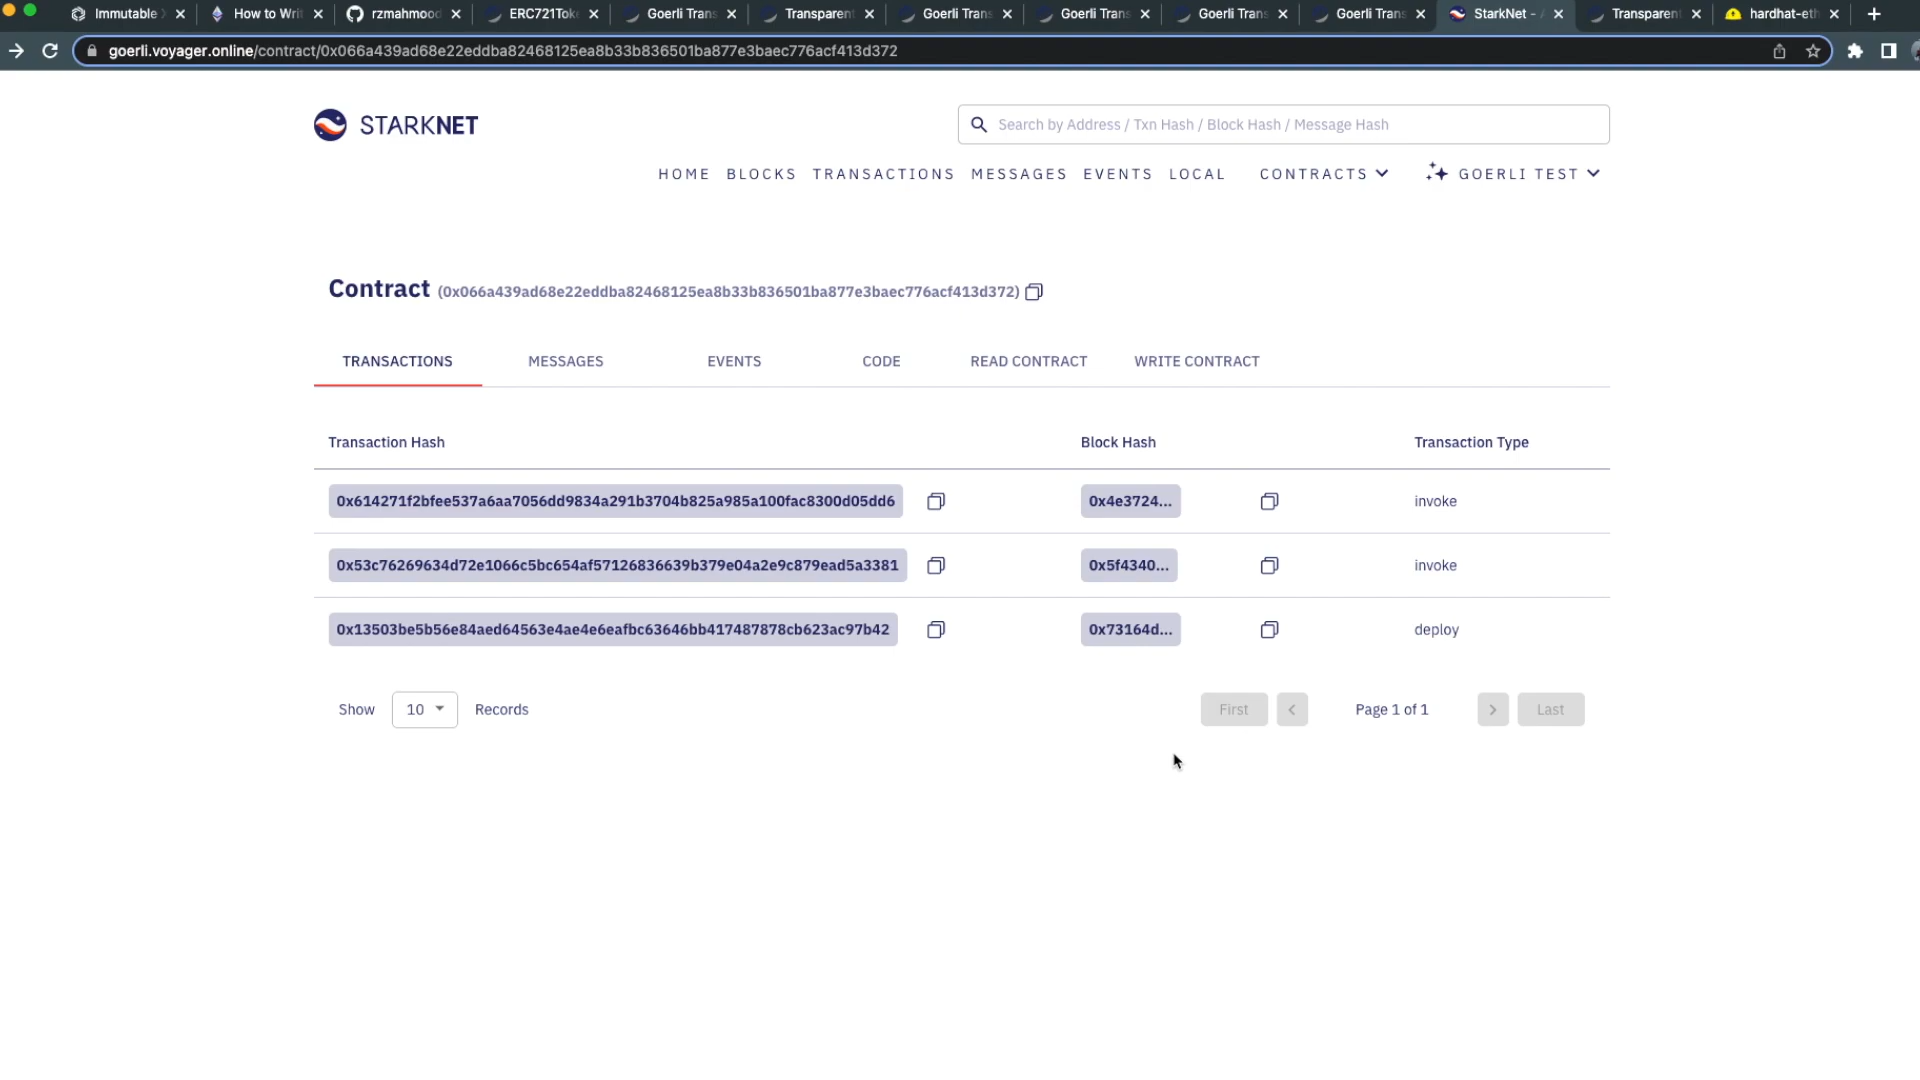 Immutable
How to Wri
rzmahmood
ERC721Tok
Goerli Trans
Transparent
Goerli Trans
Goerli Trans
Goerli Trans
Goerli Trans
StarkNet -
Transparent
hardhat-eth
goerli.voyager.online/contract/0x066a439ad68e22eddba82468125ea8b33b836501ba877e3baec776acf413d372
STARKNET
Search by Address / Txn Hash / Block Hash / Message Hash
HOME BLOCKS TRANSACTIONS MESSAGES EVENTS LOCAL CONTRACTS GOERLI TEST
Contract (0x066a439ad68e22eddba82468125ea8b33b836501ba877e3baec776acf413d372)
TRANSACTIONS MESSAGES EVENTS CODE READ CONTRACT WRITE CONTRACT
Transaction Hash Block Hash Transaction Type
0x614271f2bfee537a6aa7056dd9834a291b3704b825a985a100fac8300d05dd6 0x4e3724... invoke
0x53c76269634d72e1066c5bc654af57126836639b379e04a2e9c879ead5a3381 0x5f4340... invoke
0x13503be5b56e84aed64563e4ae4e6eafbc63646bb417487878cb623ac97b42 0x73164d... deploy
Show 10 Records First < Page 1 of 1 > Last